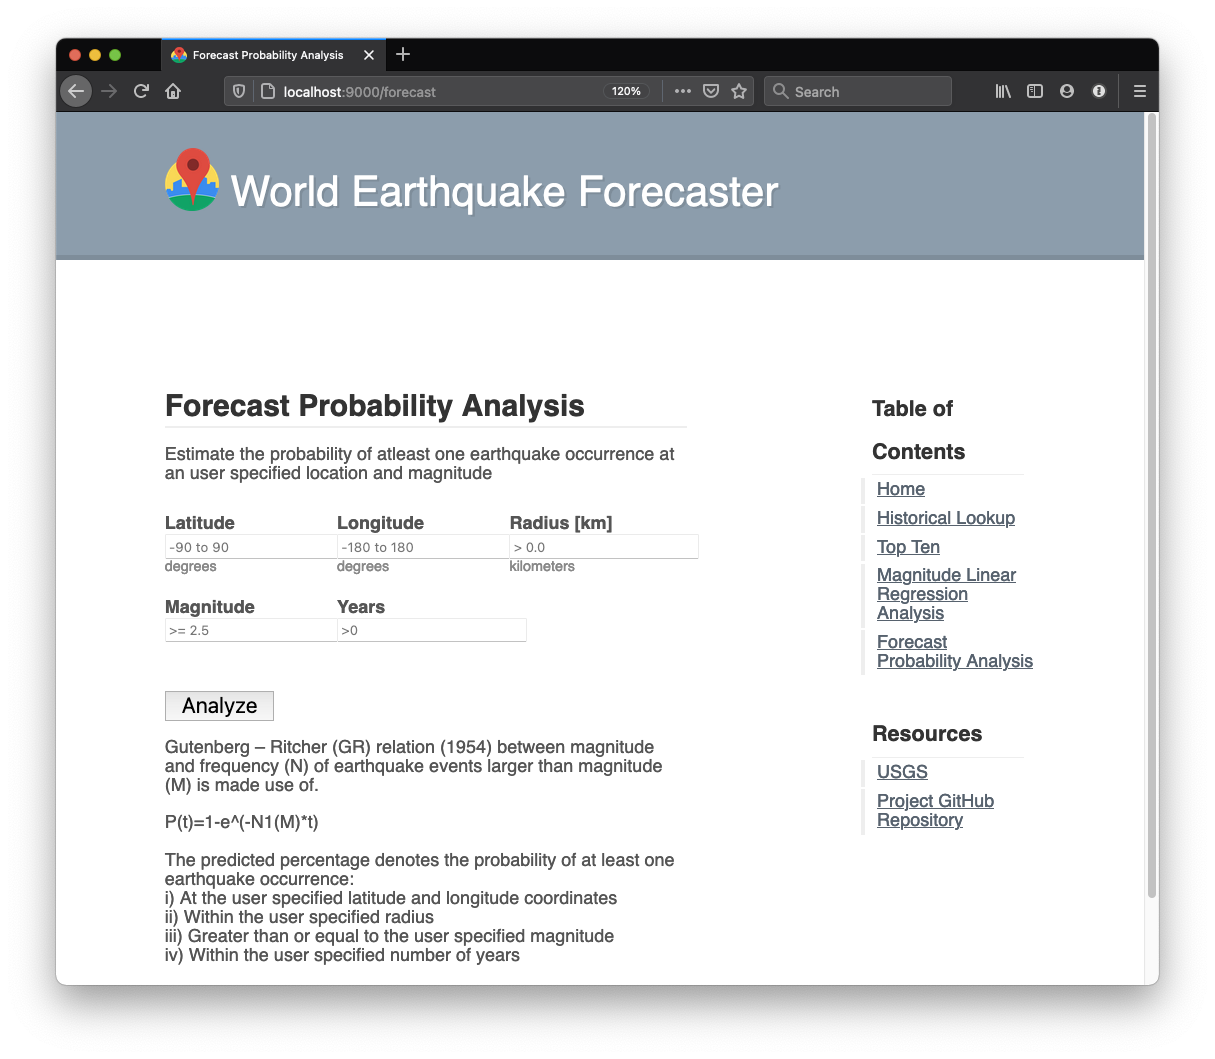 Forecast Probability Analysis
localhost:9000/forecast
120%
Search
World Earthquake Forecaster
Forecast Probability Analysis
Estimate the probability of atleast one earthquake occurrence at
an user specified location and magnitude
Latitude Longitude Radius [km]
-90 to 90 -180 to 180 > 0.0
degrees degrees kilometers
Magnitude Years
>= 2.5 >0
Analyze
Gutenberg – Ritcher (GR) relation (1954) between magnitude
and frequency (N) of earthquake events larger than magnitude
(M) is made use of.
P(t)=1-e^(-N1(M)*t)
The predicted percentage denotes the probability of at least one
earthquake occurrence:
i) At the user specified latitude and longitude coordinates
ii) Within the user specified radius
iii) Greater than or equal to the user specified magnitude
iv) Within the user specified number of years
Table of
Contents
Home
Historical Lookup
Top Ten
Magnitude Linear
Regression
Analysis
Forecast
Probability Analysis
Resources
USGS
Project GitHub
Repository